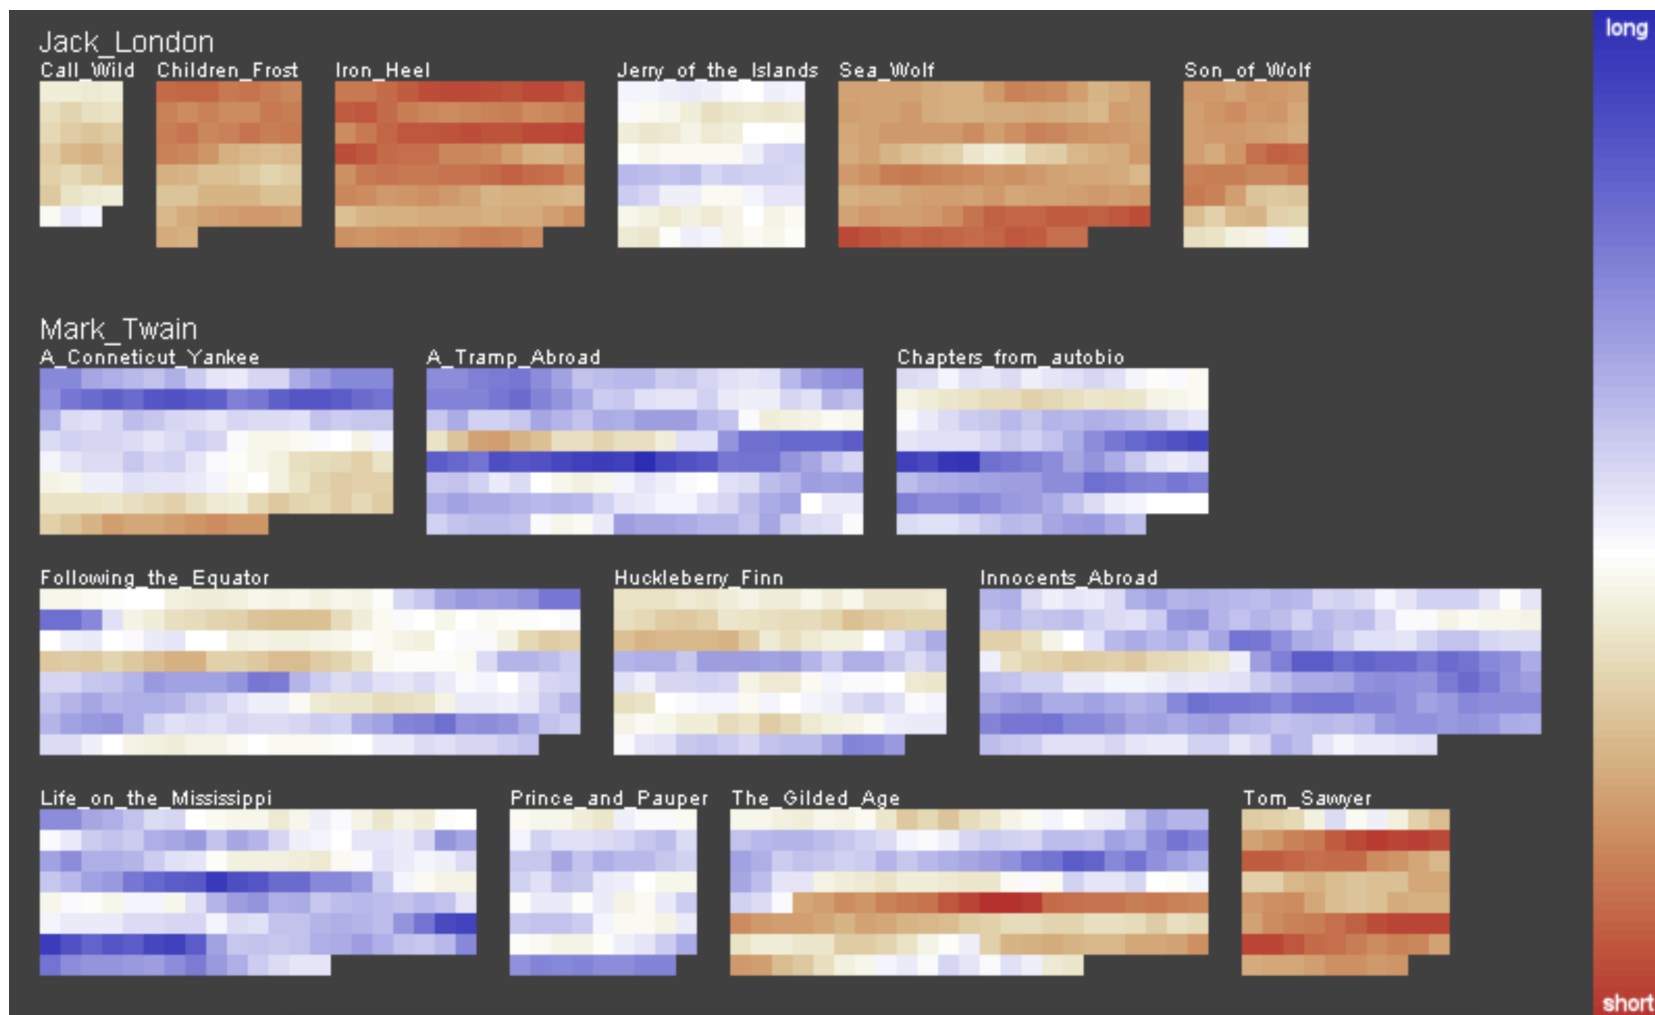 long
Jack_London
Call_Wild Children_Frost Iron_Heel Jerry_of_the_Islands Sea_Wolf Son_of_Wolf
Mark_Twain
A_Conneticut_Yankee A_Tramp_Abroad Chapters_from_autobio
Following_the_Equator Huckleberry_Finn Innocents_Abroad
Life_on_the_Mississippi Prince_and_Pauper The_Gilded_Age Tom_Sawyer
short